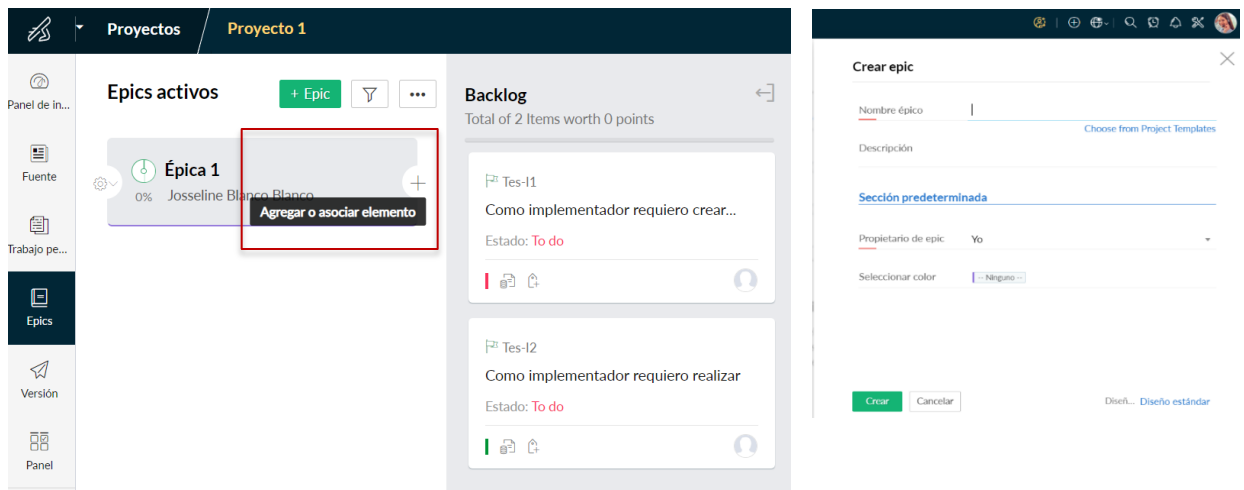 Proyectos
Proyecto 1
Panel de in...
Fuente
Trabajo pe...
Epics
Versión
Panel
Epics activos
+ Epic
Épica 1
0%
Josseline Blanco Blanco
Agregar o asociar elemento
Backlog
Total of 2 Items worth 0 points
Tes-I1
Como implementador requiero crear...
Estado: To do
Tes-I2
Como implementador requiero realizar
Estado: To do
Crear epic
Nombre épico
Choose from Project Templates
Descripción
Sección predeterminada
Propietario de epic
Yo
Seleccionar color
-- Ninguno --
Crear
Cancelar
Diseñ... Diseño estándar